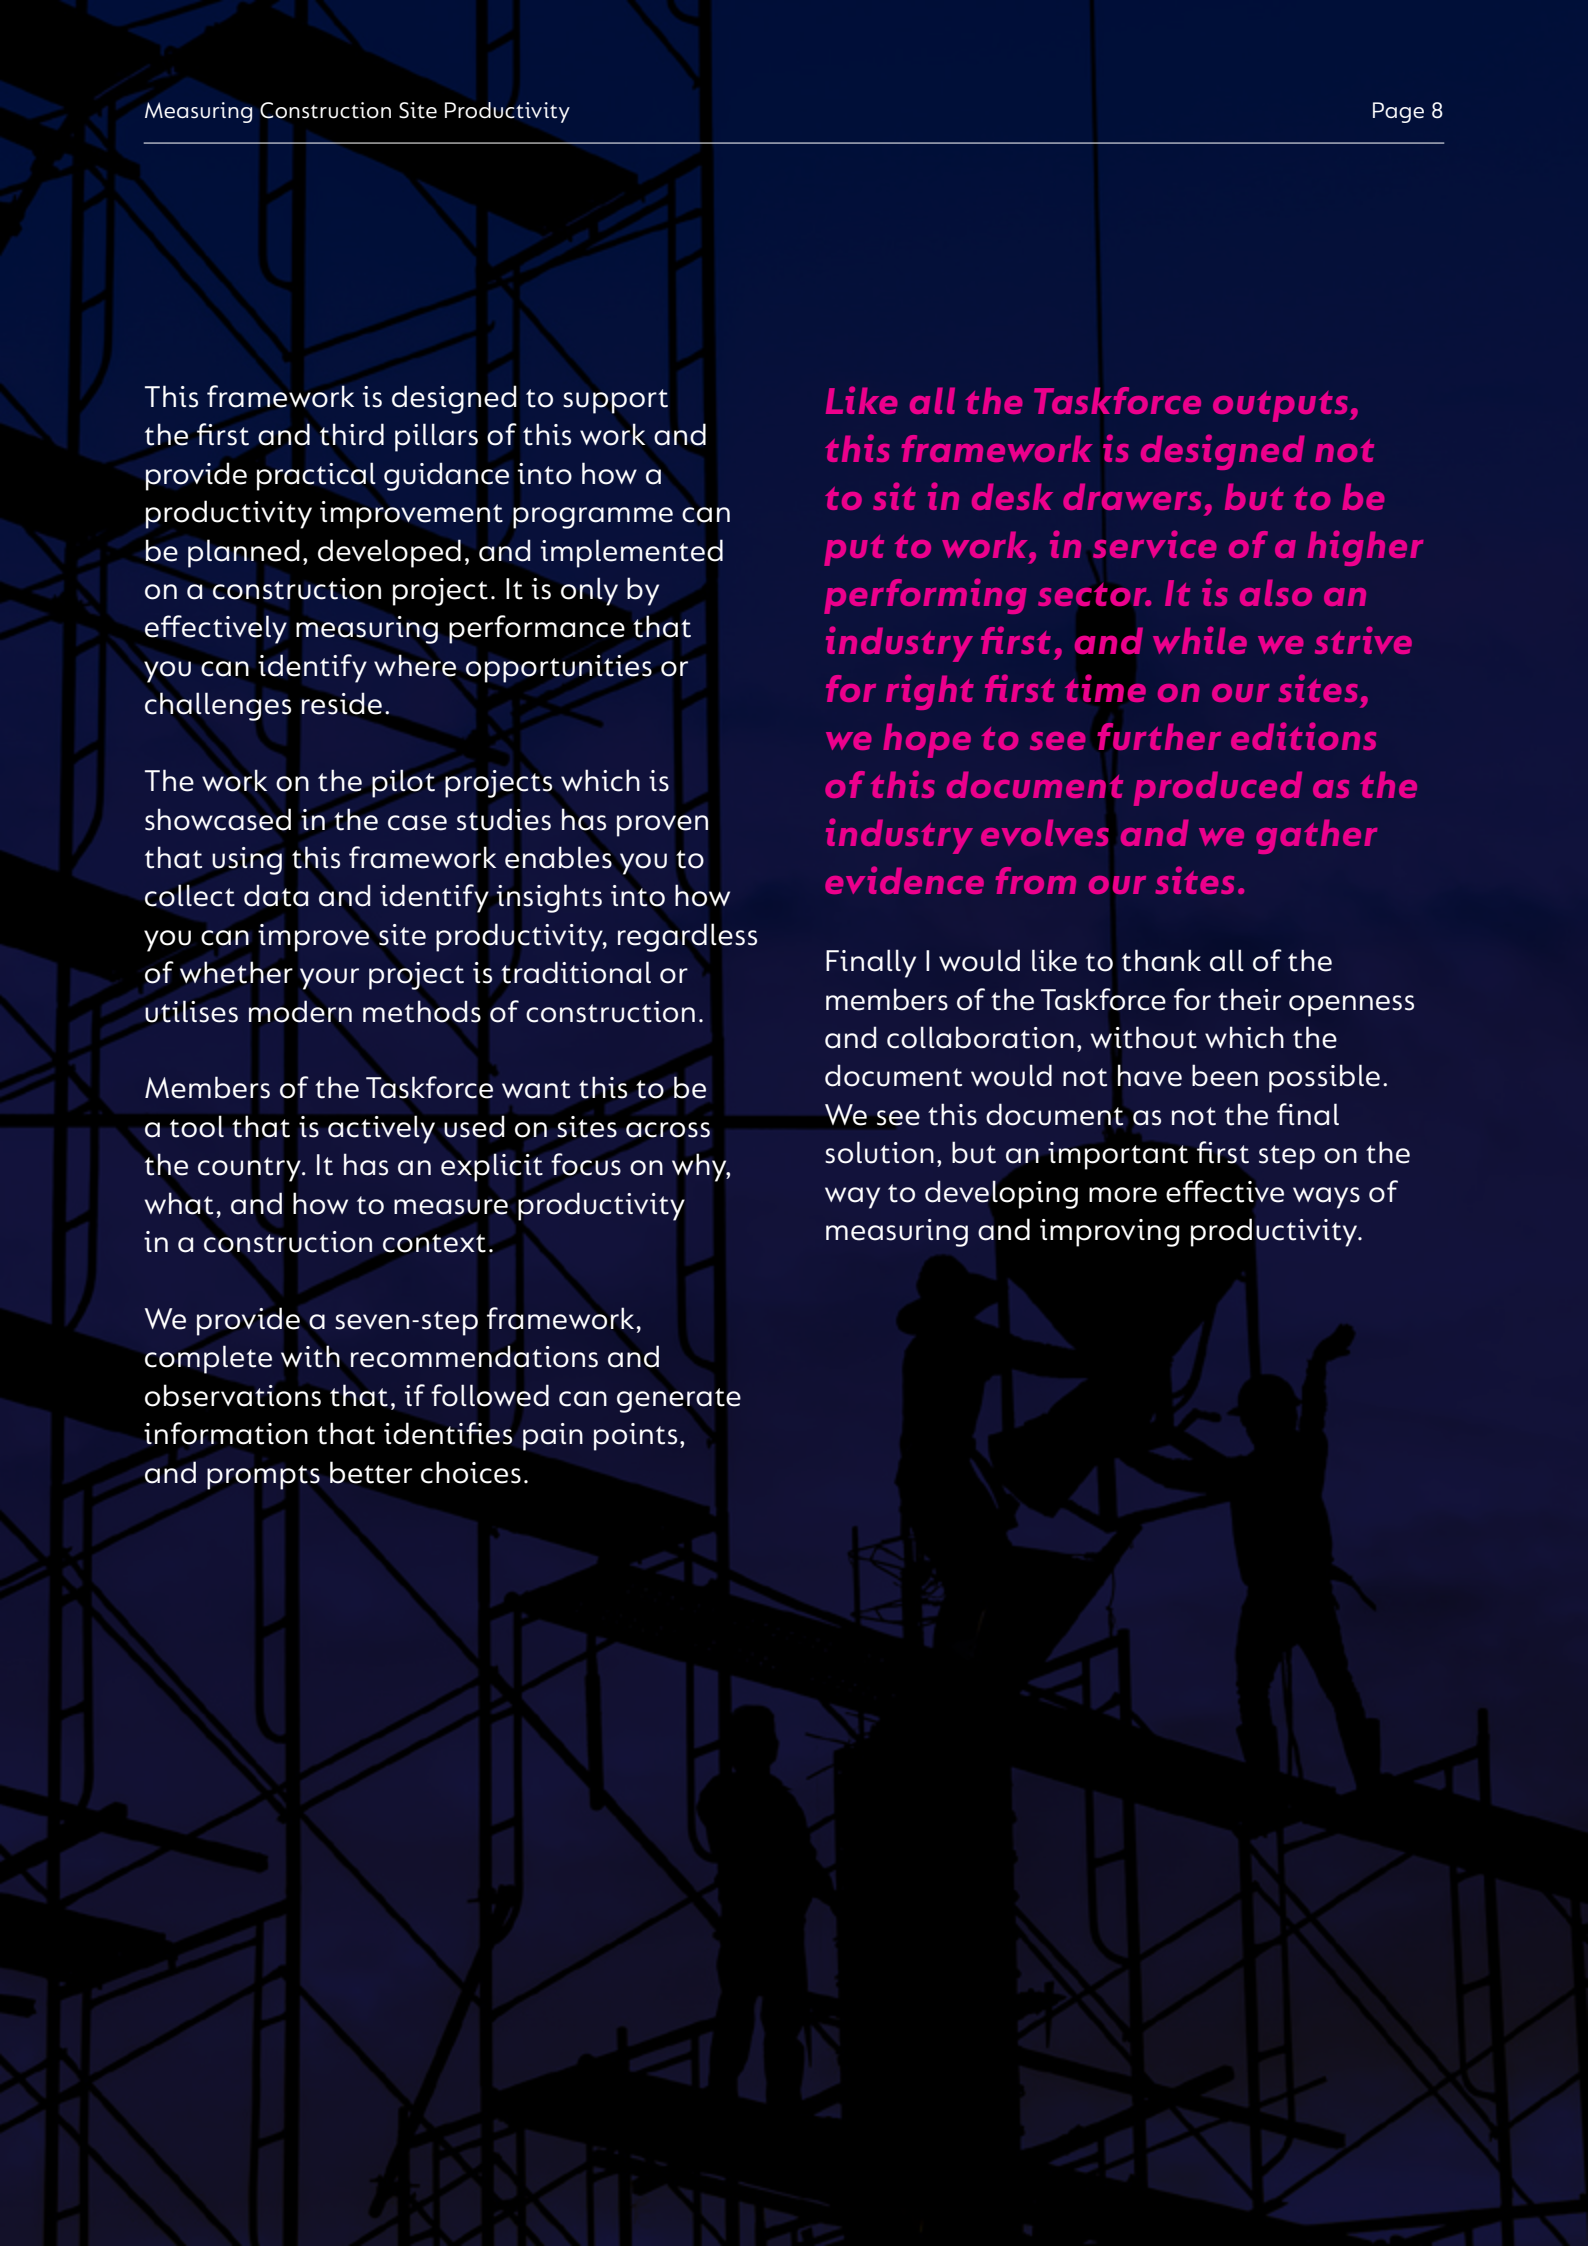 Measuring Construction Site Productivity
Page 8
This framework is designed to support
the first and third pillars of this work and
provide practical guidance into how a
productivity improvement programme can
be planned, developed, and implemented
on a construction project. It is only by
effectively measuring performance that
you can identify where opportunities or
challenges reside.
The work on the pilot projects which is
showcased in the case studies has proven
that using this framework enables you to
collect data and identify insights into how
you can improve site productivity, regardless
of whether your project is traditional or
utilises modern methods of construction.
Members of the Taskforce want this to be
a tool that is actively used on sites across
the country. It has an explicit focus on why,
what, and how to measure productivity
in a construction context.
We provide a seven-step framework,
complete with recommendations and
observations that, if followed can generate
information that identifies pain points,
and prompts better choices.
Like all the Taskforce outputs,
this framework is designed not
to sit in desk drawers, but to be
put to work, in service of a higher
performing sector. It is also an
industry first, and while we strive
for right first time on our sites,
we hope to see further editions
of this document produced as the
industry evolves and we gather
evidence from our sites.
Finally I would like to thank all of the
members of the Taskforce for their openness
and collaboration, without which the
document would not have been possible.
We see this document as not the final
solution, but an important first step on the
way to developing more effective ways of
measuring and improving productivity.